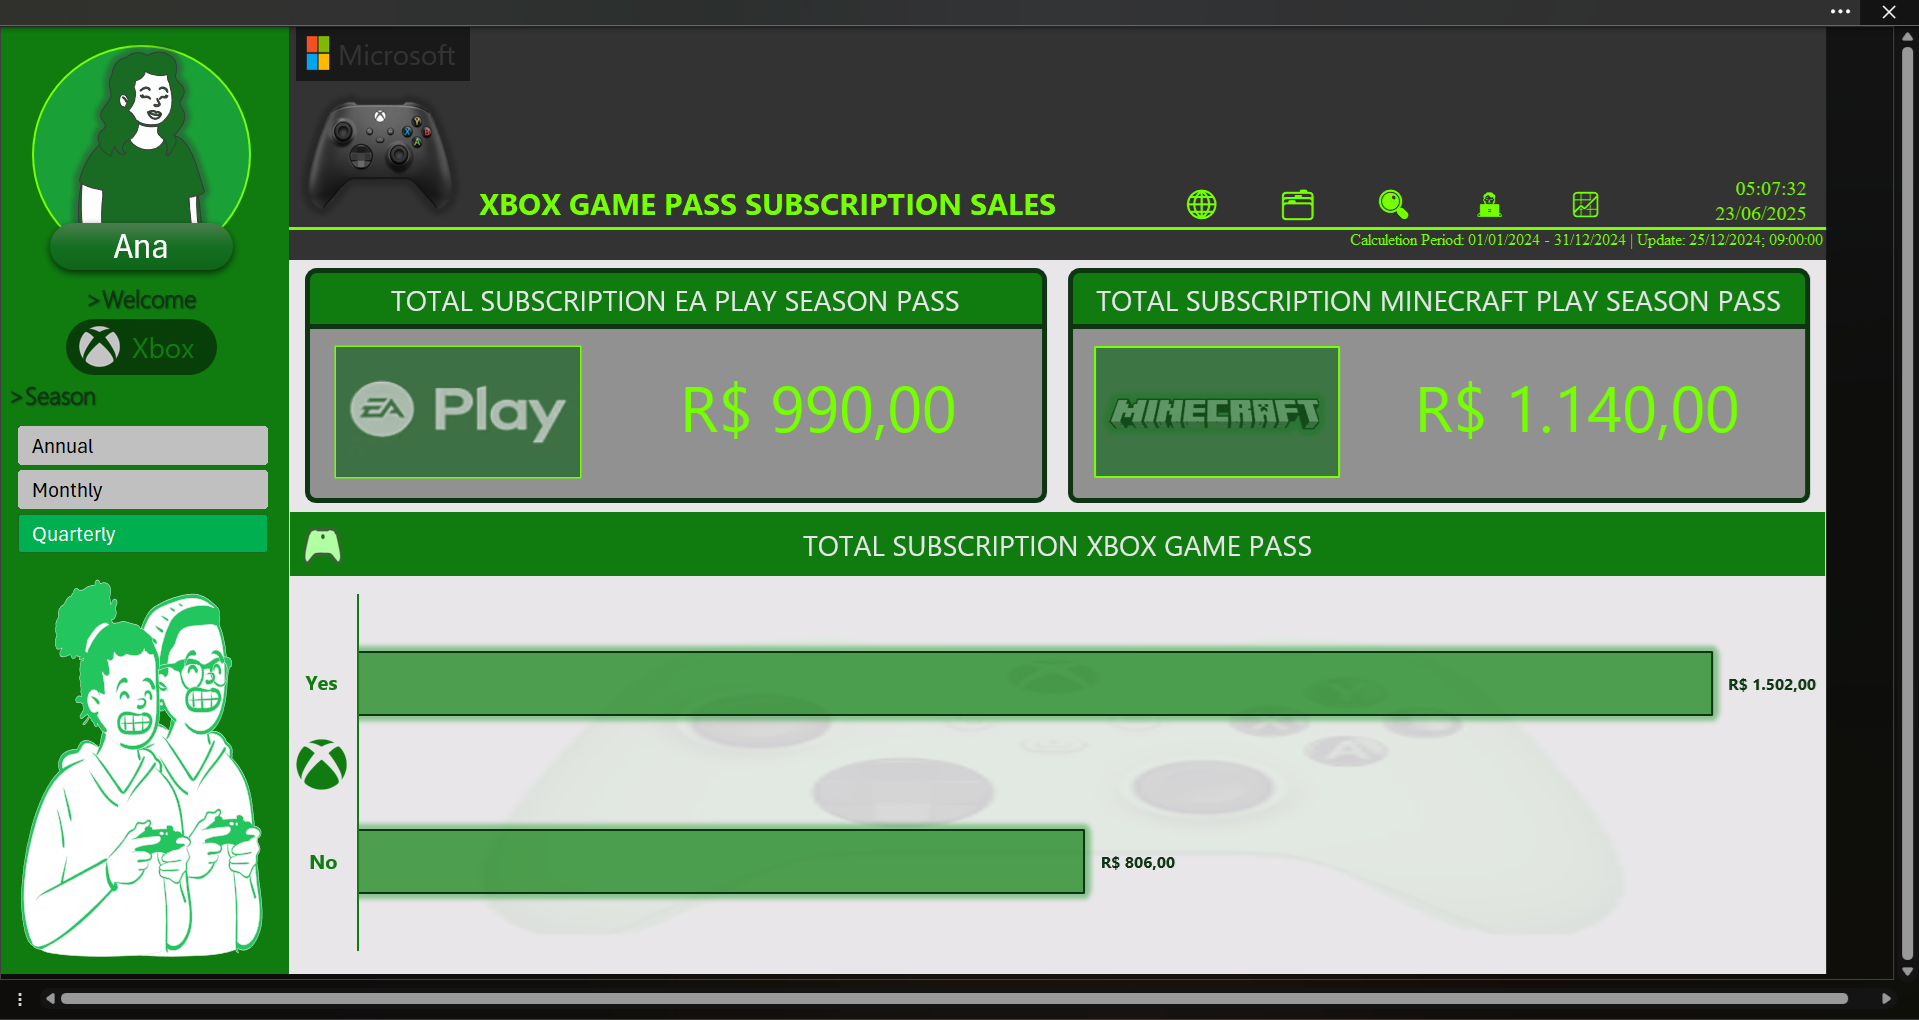 Microsoft
XBOX GAME PASS SUBSCRIPTION SALES
05:07:32
23/06/2025
Calculetion Period: 01/01/2024 - 31/12/2024 | Update: 25/12/2024; 09:00:00
Ana
>Welcome
Xbox
>Season
Annual
Monthly
Quarterly
TOTAL SUBSCRIPTION EA PLAY SEASON PASS
EA Play
R$ 990,00
TOTAL SUBSCRIPTION MINECRAFT PLAY SEASON PASS
MINECRAFT
R$ 1.140,00
TOTAL SUBSCRIPTION XBOX GAME PASS
Yes
R$ 1.502,00
No
R$ 806,00